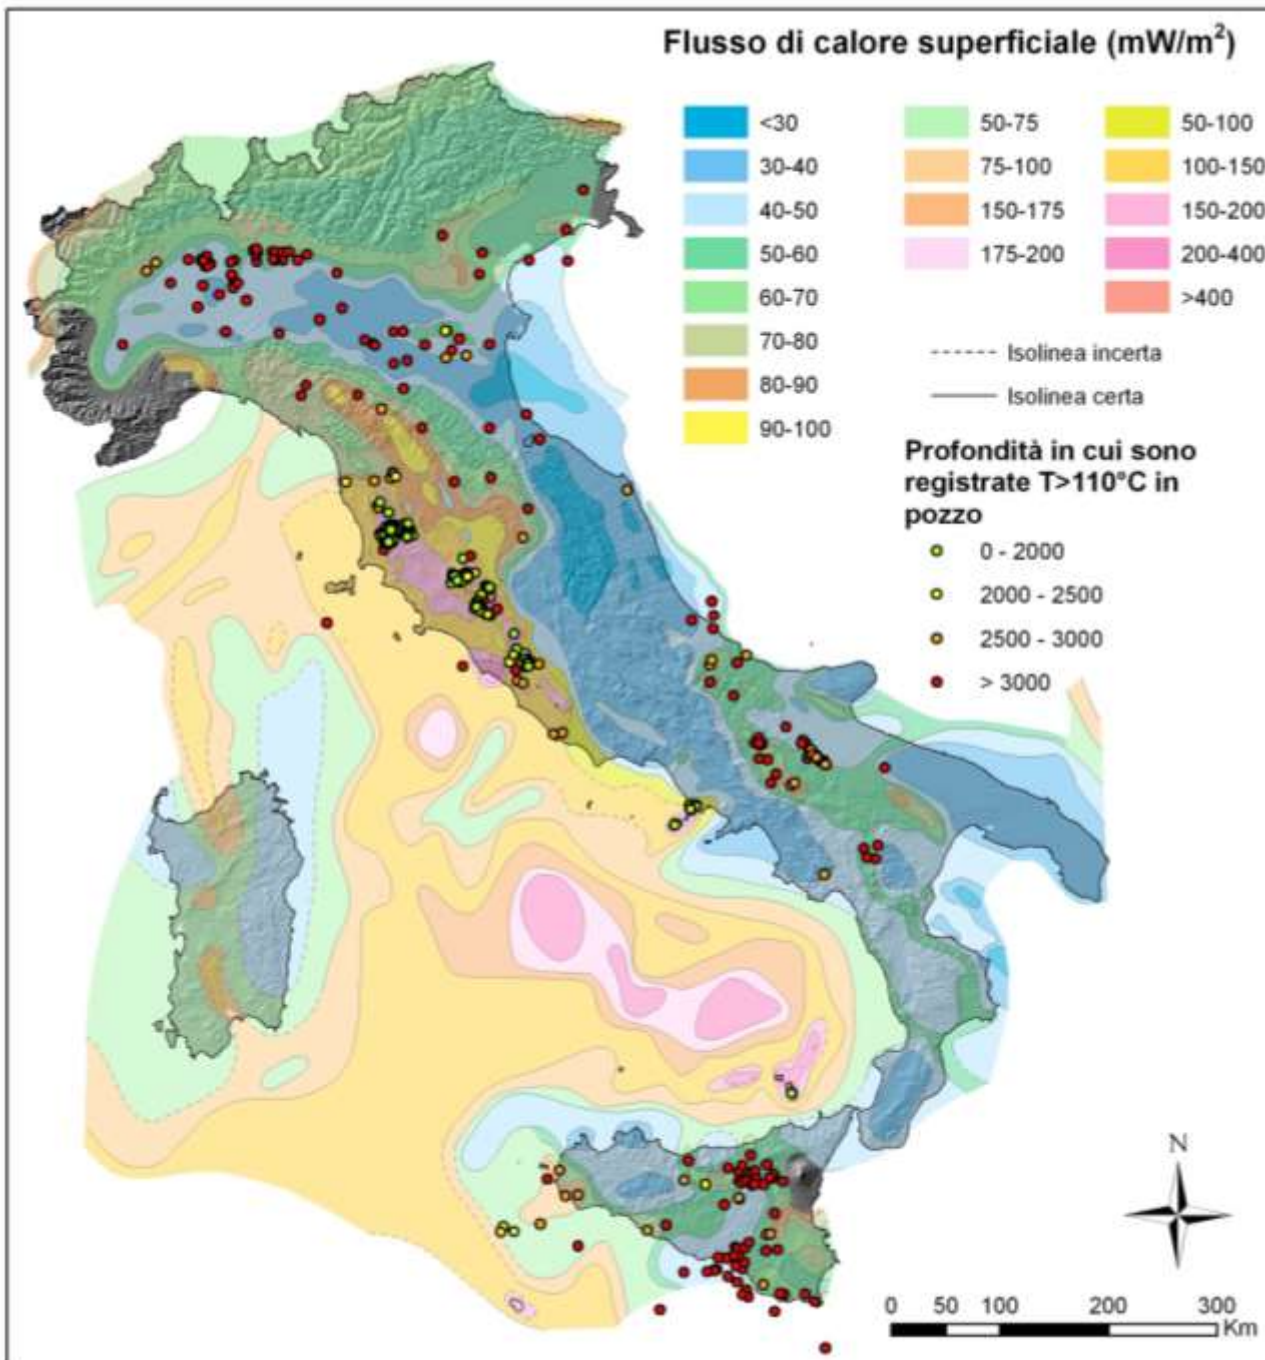 Flusso di calore superficiale (mW/m²)
<30
30-40
40-50
50-60
60-70
70-80
80-90
90-100
50-75
75-100
150-175
175-200
50-100
100-150
150-200
200-400
>400
Isolinea incerta
Isolinea certa
Profondità in cui sono
registrate T>110°C in
pozzo
0 - 2000
2000 - 2500
2500 - 3000
> 3000
N
0 50 100 200 300
Km